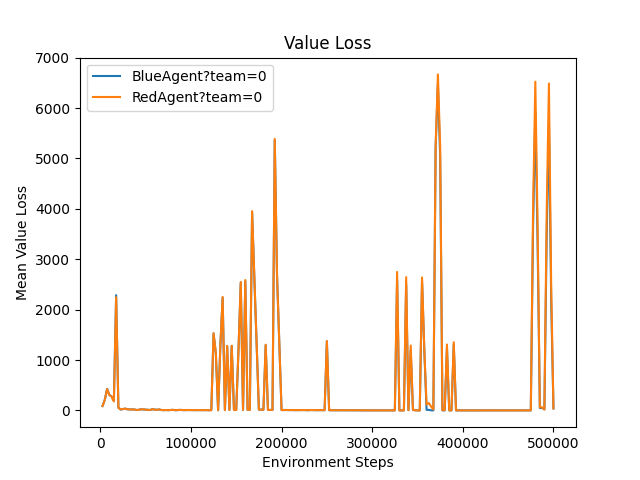 Value Loss
BlueAgent?team=0
RedAgent?team=0
Mean Value Loss
7000
6000
5000
4000
3000
2000
1000
0
0 100000 200000 300000 400000 500000
Environment Steps